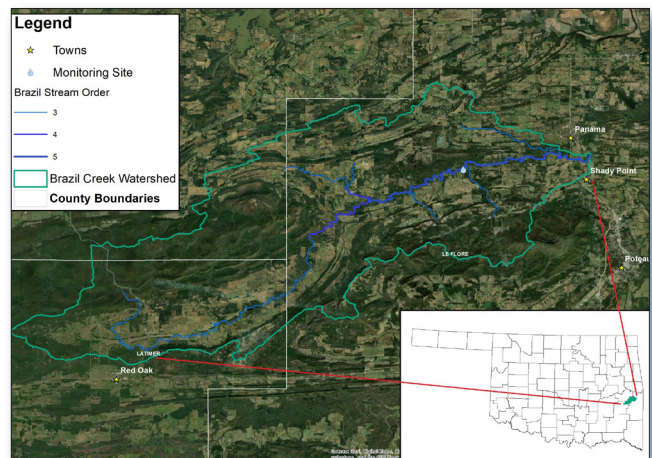 Legend
Towns
Monitoring Site
Brazil Stream Order
3
4
5
Brazil Creek Watershed
County Boundaries
Panama
Shady Point
LE FLORE
Poteau
LATIMER
Red Oak